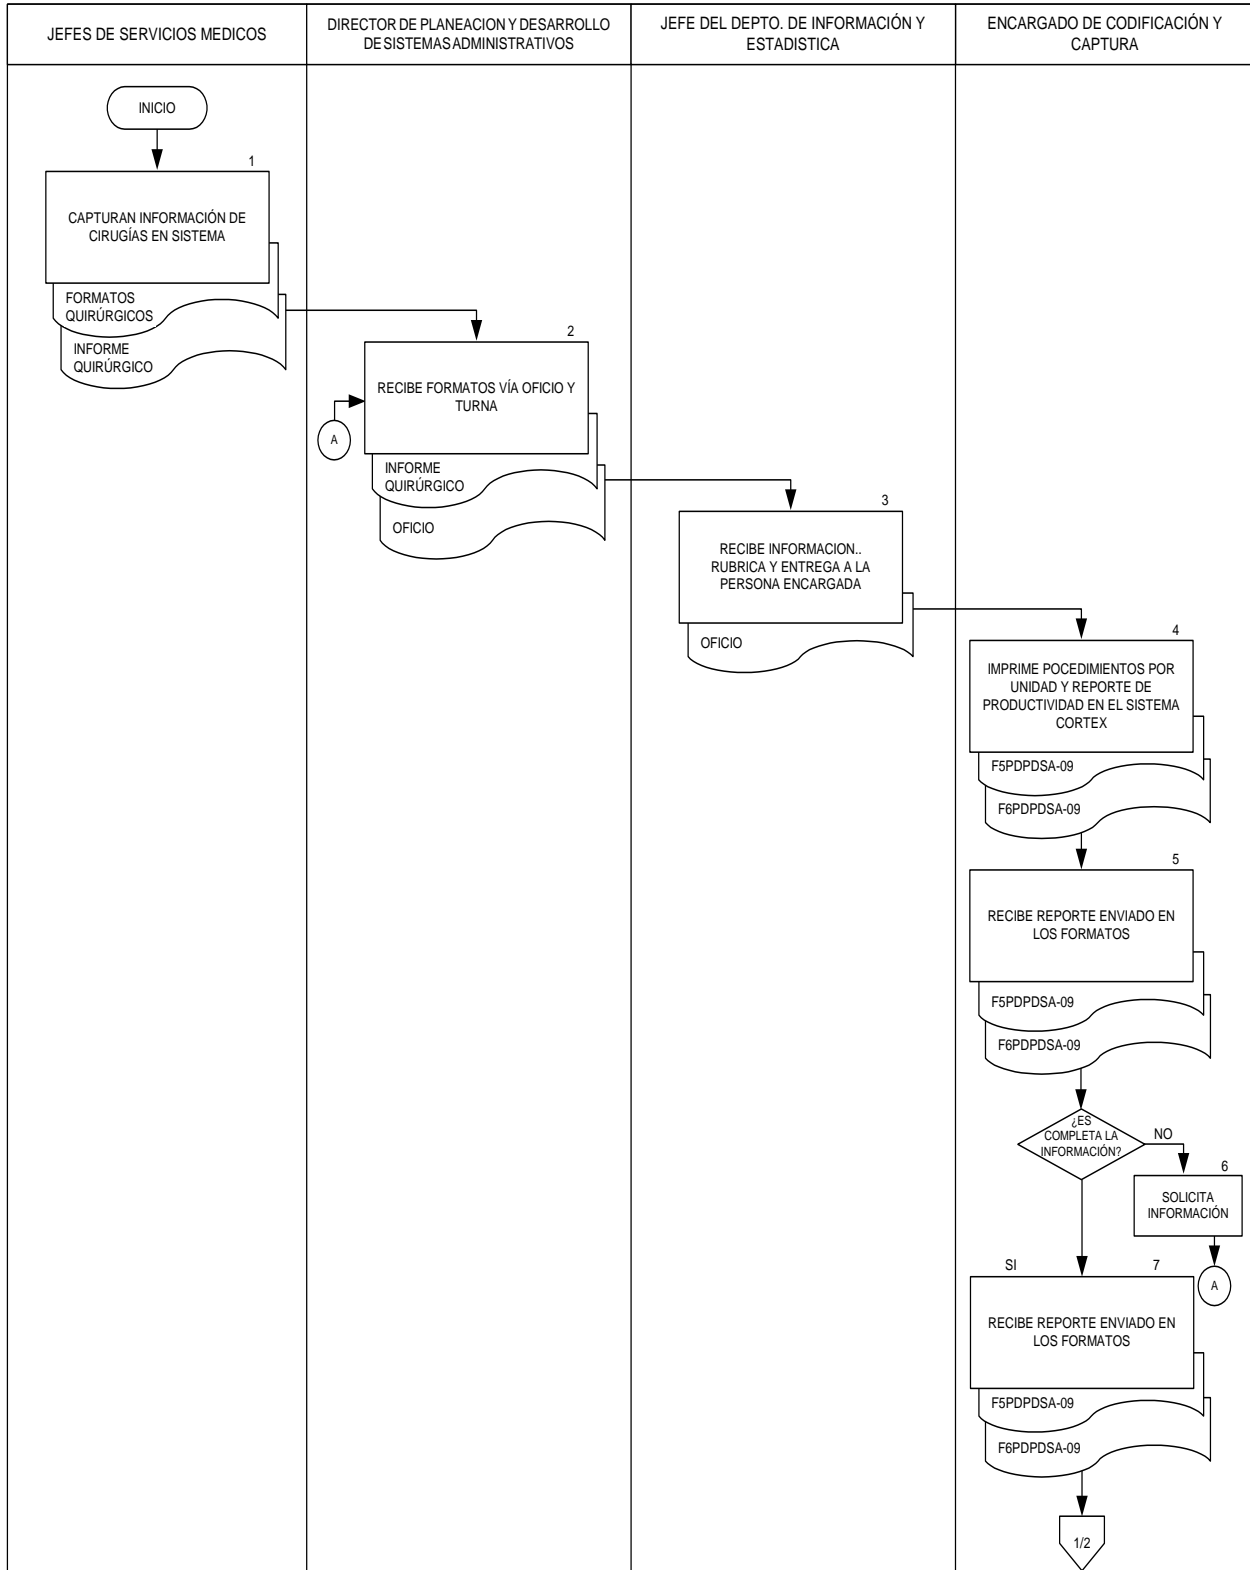 JEFES DE SERVICIOS MEDICOS
DIRECTOR DE PLANEACION Y DESARROLLO
DE SISTEMAS ADMINISTRATIVOS
JEFE DEL DEPTO. DE INFORMACIÓN Y
ESTADISTICA
ENCARGADO DE CODIFICACIÓN Y
CAPTURA
INICIO
1
CAPTURAN INFORMACIÓN DE
CIRUGÍAS EN SISTEMA
FORMATOS
QUIRÚRGICOS
INFORME
QUIRÚRGICO
2
RECIBE FORMATOS VÍA OFICIO Y
TURNA
A
INFORME
QUIRÚRGICO
OFICIO
3
RECIBE INFORMACION..
RUBRICA Y ENTREGA A LA
PERSONA ENCARGADA
OFICIO
4
IMPRIME POCEDIMIENTOS POR
UNIDAD Y REPORTE DE
PRODUCTIVIDAD EN EL SISTEMA
CORTEX
F5PDPDSA-09
F6PDPDSA-09
5
RECIBE REPORTE ENVIADO EN
LOS FORMATOS
F5PDPDSA-09
F6PDPDSA-09
¿ES
COMPLETA LA
INFORMACIÓN?
NO
6
SOLICITA
INFORMACIÓN
A
SI
7
RECIBE REPORTE ENVIADO EN
LOS FORMATOS
F5PDPDSA-09
F6PDPDSA-09
1/2